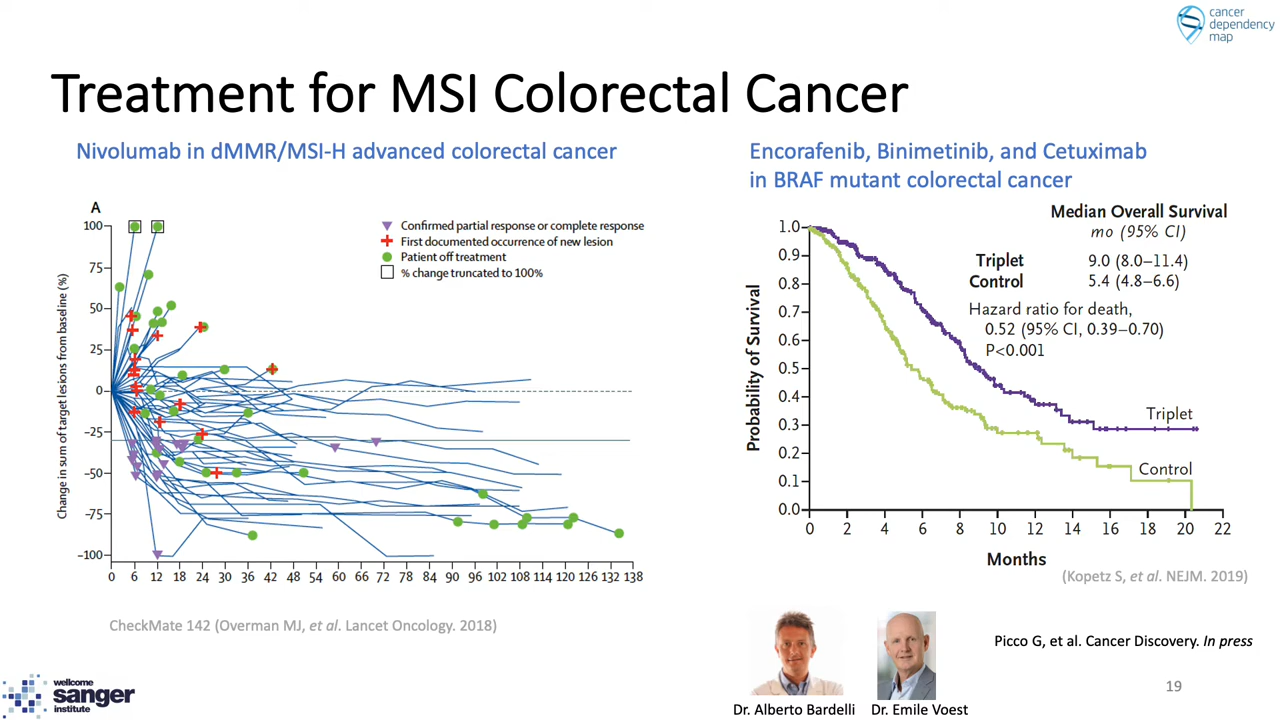 cancer
dependency
map
Treatment for MSI Colorectal Cancer
Nivolumab in dMMR/MSI-H advanced colorectal cancer
A
Confirmed partial response or complete response
First documented occurrence of new lesion
Patient off treatment
% change truncated to 100%
Change in sum of target lesions from baseline (%)
100
75
50
25
0
−25
−50
−75
−100
0 6 12 18 24 30 36 42 48 54 60 66 72 78 84 90 96 102 108 114 120 126 132 138
CheckMate 142 (Overman MJ, et al. Lancet Oncology. 2018)
Encorafenib, Binimetinib, and Cetuximab
in BRAF mutant colorectal cancer
Median Overall Survival
mo (95% CI)
Triplet 9.0 (8.0–11.4)
Control 5.4 (4.8–6.6)
Hazard ratio for death,
0.52 (95% CI, 0.39–0.70)
P<0.001
Probability of Survival
1.0
0.9
0.8
0.7
0.6
0.5
0.4
0.3
0.2
0.1
0.0
Triplet
Control
0 2 4 6 8 10 12 14 16 18 20 22
Months
(Kopetz S, et al. NEJM. 2019)
Picco G, et al. Cancer Discovery. In press
Dr. Alberto Bardelli Dr. Emile Voest
wellcome
sanger
institute
19